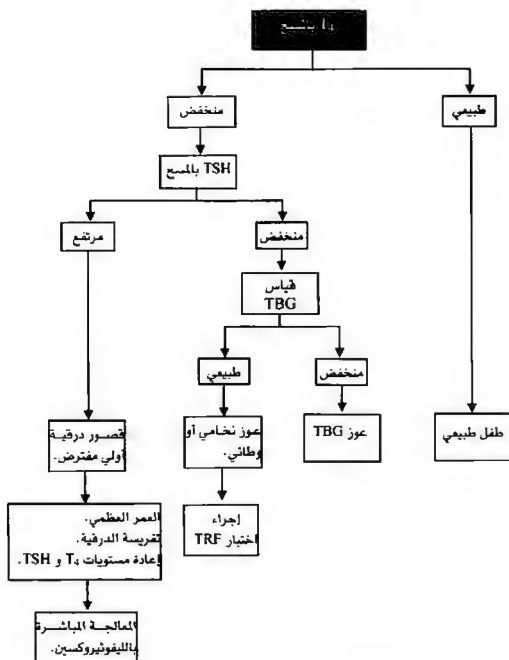 T₄ بالمسح
منخفض
طبيعي
TSH بالمسح
مرتفع
منخفض
قياس
TBG
طبيعي
منخفض
قصور درقية
أولي مفترض.
عوز نخامي أو
وطائي.
عوز TBG
طفل طبيعي
العمر العظمي.
تفريسة الدرقية.
إعادة مستويات T₄ و TSH.
إجراء
اختبار TRF
المعالجة المباشرة
بالليفوثيروكسين.